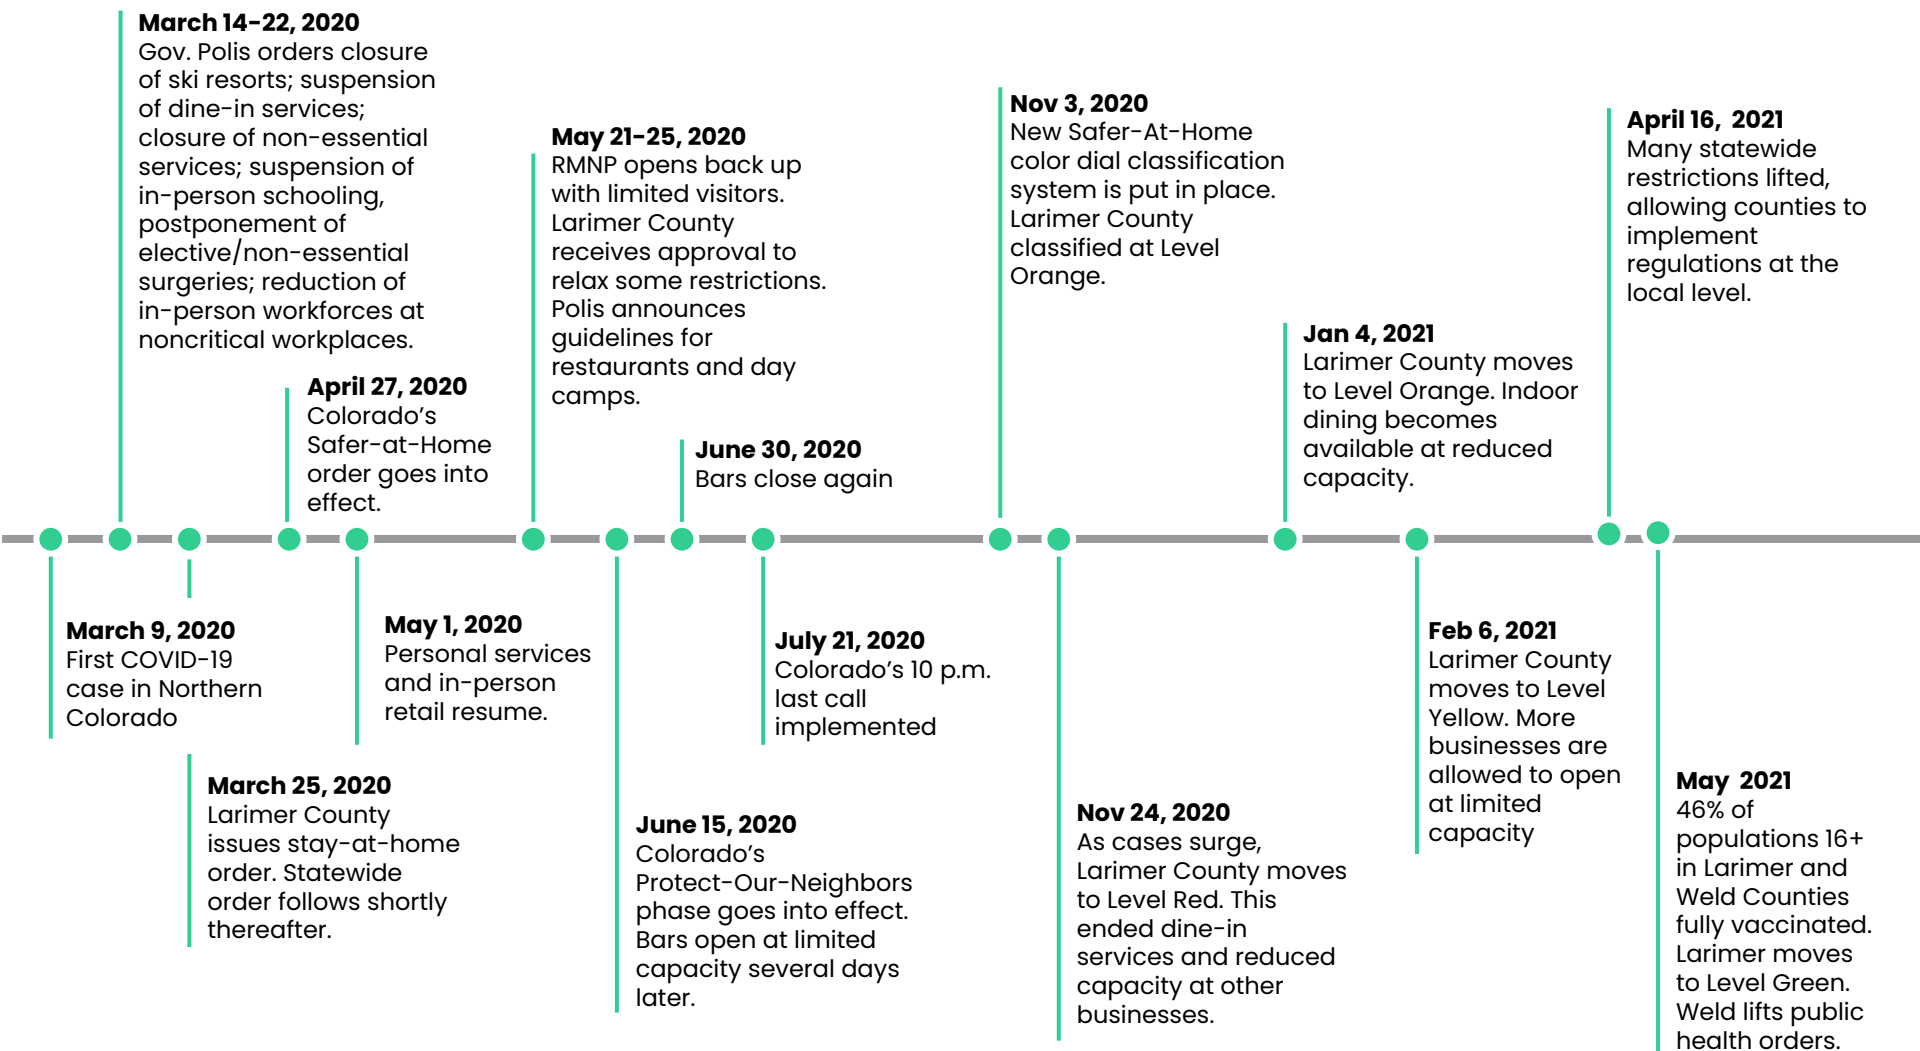 March 14-22, 2020
Gov. Polis orders closure
of ski resorts; suspension
of dine-in services;
closure of non-essential
services; suspension of
in-person schooling,
postponement of
elective/non-essential
surgeries; reduction of
in-person workforces at
noncritical workplaces.
April 27, 2020
Colorado's
Safer-at-Home
order goes into
effect.
May 21-25, 2020
RMNP opens back up
with limited visitors.
Larimer County
receives approval to
relax some restrictions.
Polis announces
guidelines for
restaurants and day
camps.
June 30, 2020
Bars close again
Nov 3, 2020
New Safer-At-Home
color dial classification
system is put in place.
Larimer County
classified at Level
Orange.
Jan 4, 2021
Larimer County moves
to Level Orange. Indoor
dining becomes
available at reduced
capacity.
April 16, 2021
Many statewide
restrictions lifted,
allowing counties to
implement
regulations at the
local level.
March 9, 2020
First COVID-19
case in Northern
Colorado
March 25, 2020
Larimer County
issues stay-at-home
order. Statewide
order follows shortly
thereafter.
May 1, 2020
Personal services
and in-person
retail resume.
June 15, 2020
Colorado's
Protect-Our-Neighbors
phase goes into effect.
Bars open at limited
capacity several days
later.
July 21, 2020
Colorado's 10 p.m.
last call
implemented
Nov 24, 2020
As cases surge,
Larimer County moves
to Level Red. This
ended dine-in
services and reduced
capacity at other
businesses.
Feb 6, 2021
Larimer County
moves to Level
Yellow. More
businesses are
allowed to open
at limited
capacity
May 2021
46% of
populations 16+
in Larimer and
Weld Counties
fully vaccinated.
Larimer moves
to Level Green.
Weld lifts public
health orders.